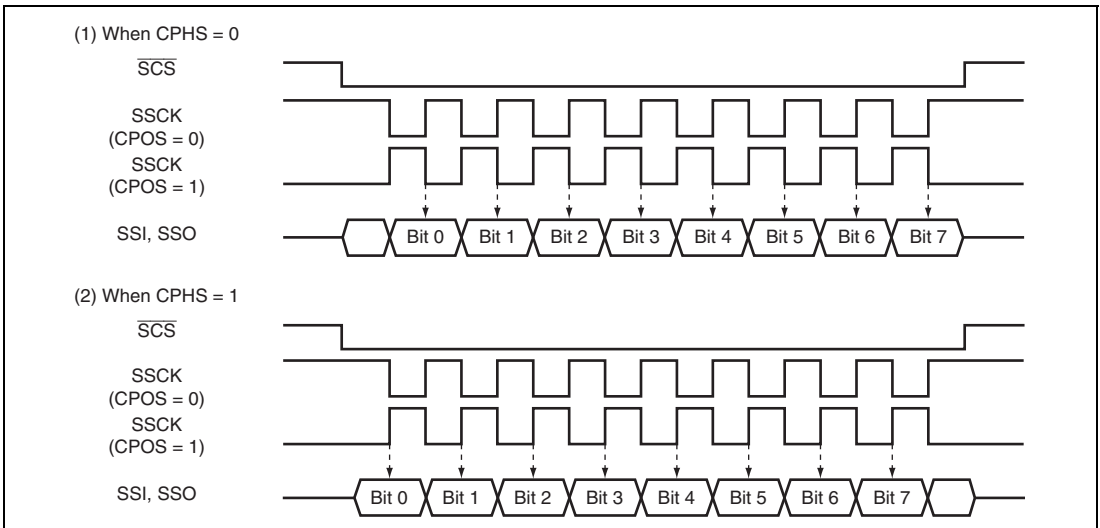 (1) When CPHS = 0
SCS
SSCK
(CPOS = 0)
SSCK
(CPOS = 1)
SSI, SSO
Bit 0 Bit 1 Bit 2 Bit 3 Bit 4 Bit 5 Bit 6 Bit 7
(2) When CPHS = 1
SCS
SSCK
(CPOS = 0)
SSCK
(CPOS = 1)
SSI, SSO
Bit 0 Bit 1 Bit 2 Bit 3 Bit 4 Bit 5 Bit 6 Bit 7